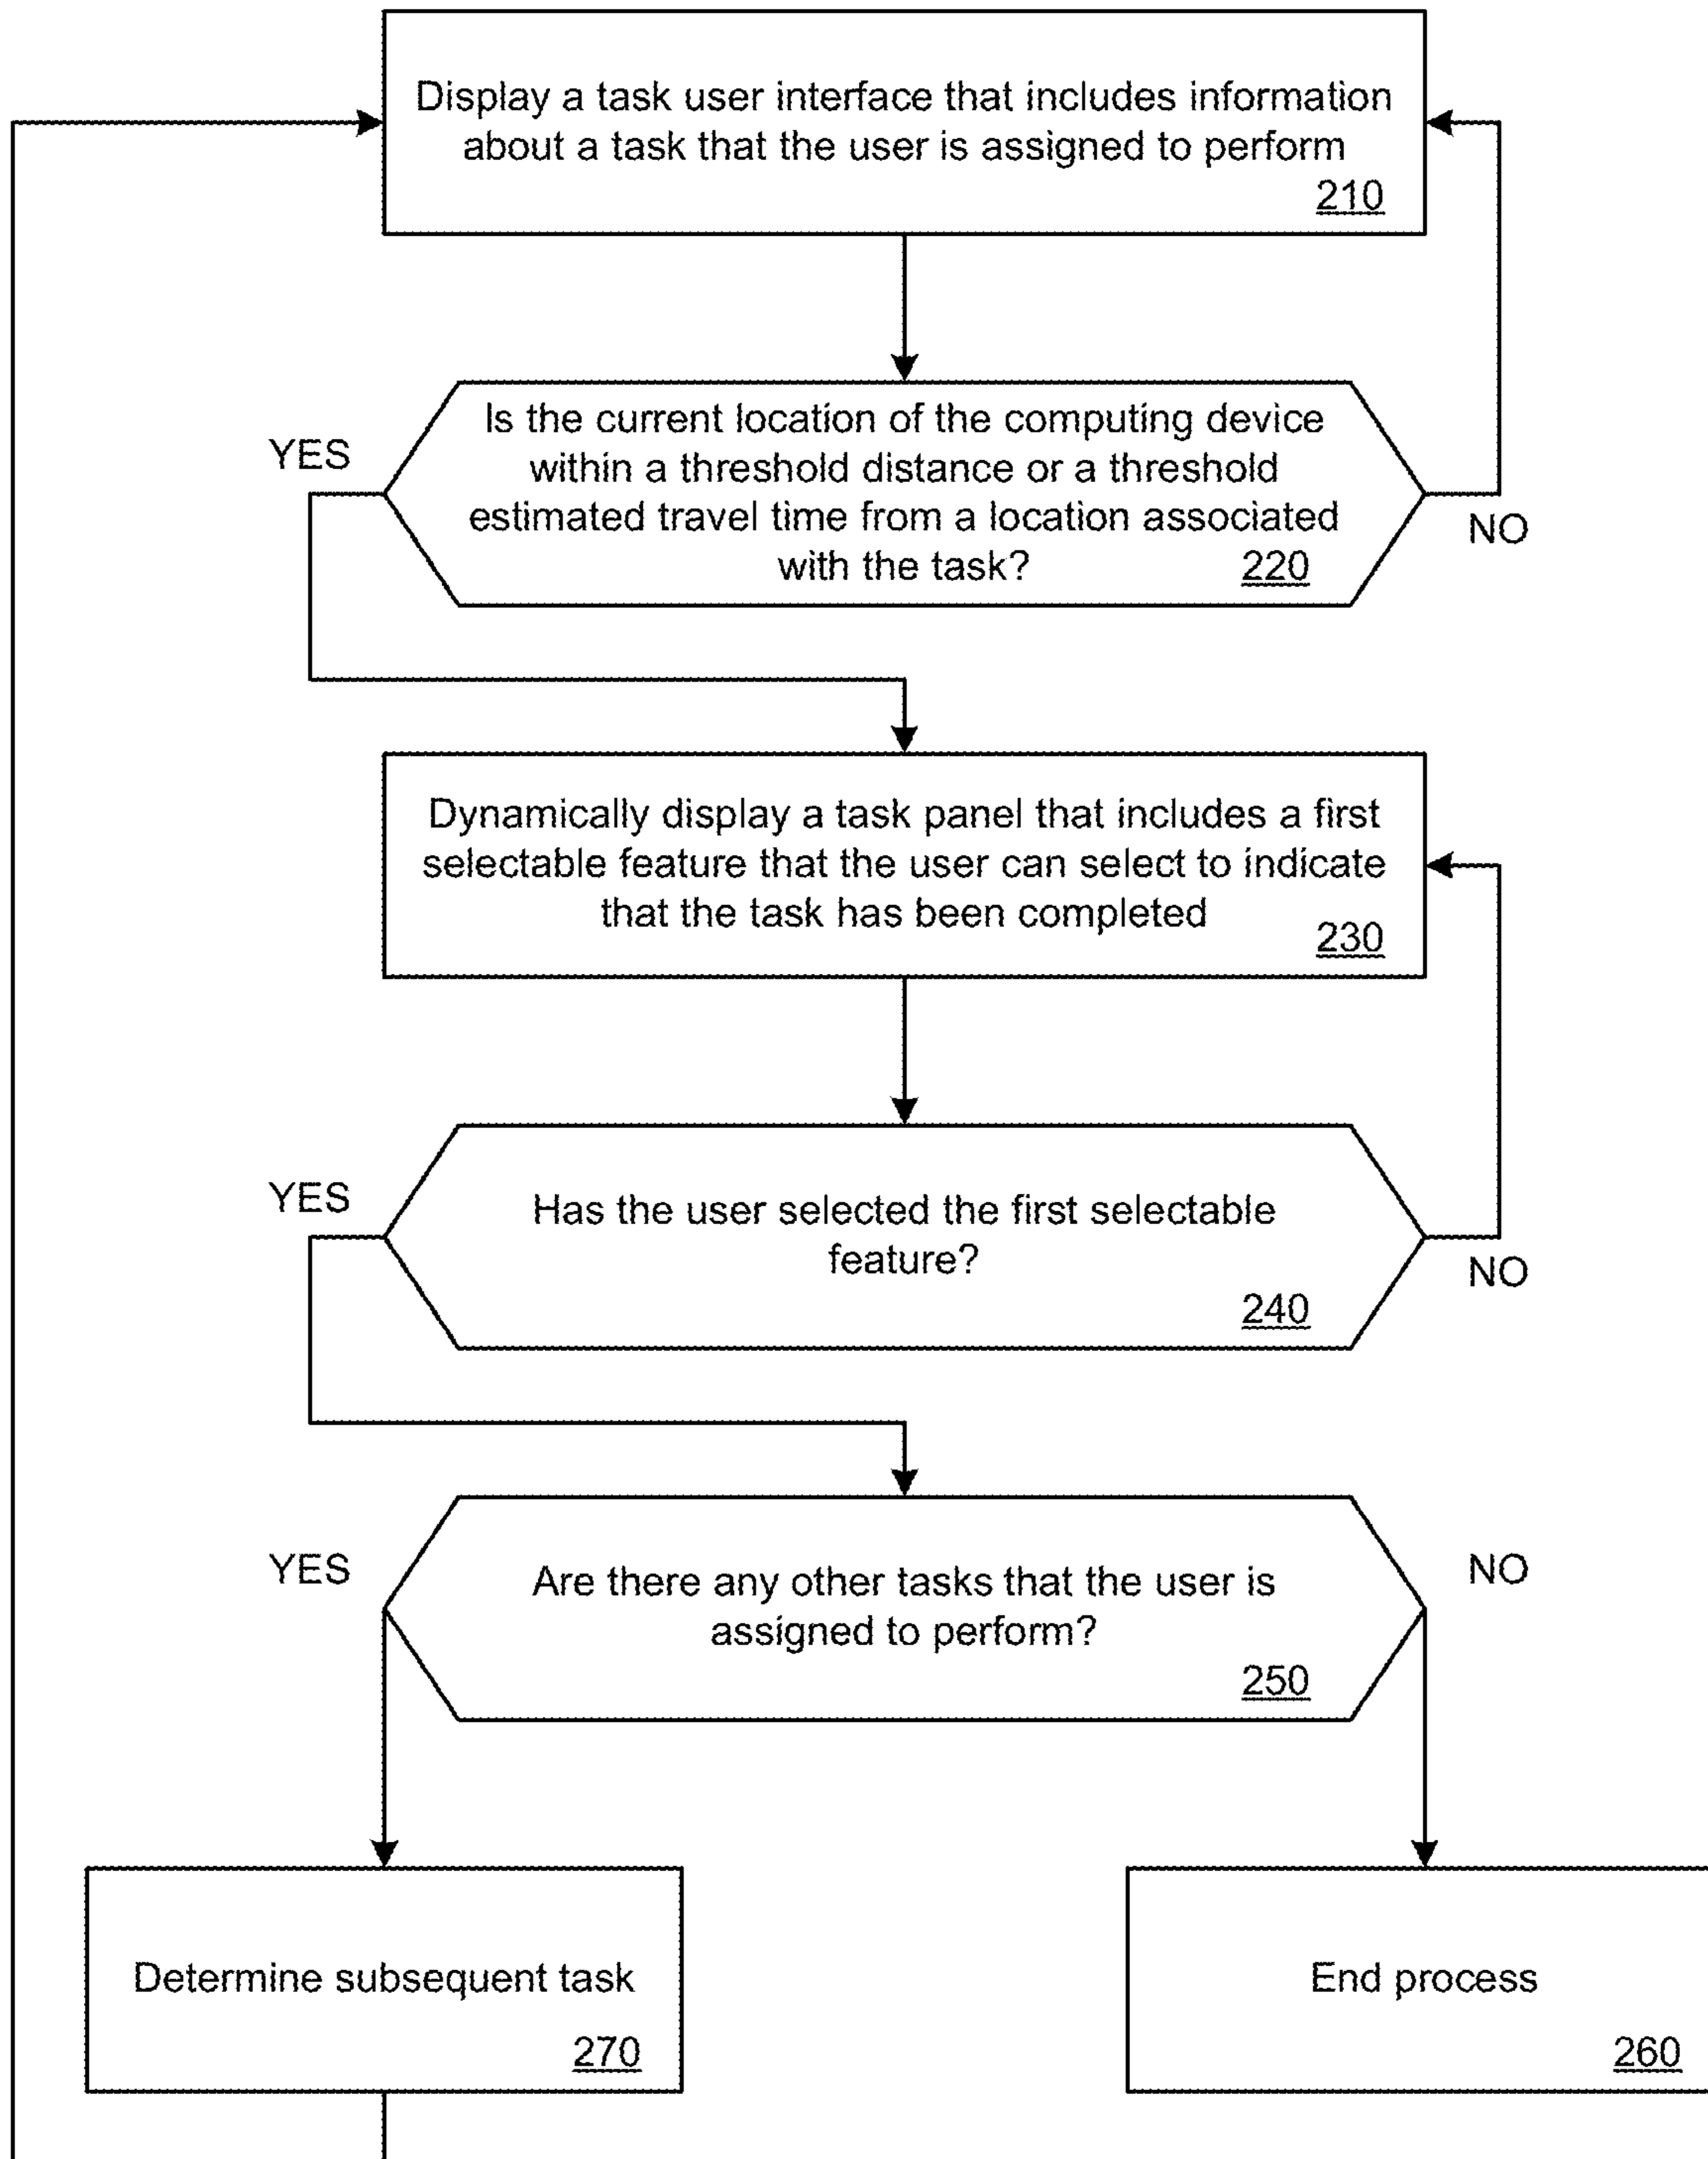 Display a task user interface that includes information
about a task that the user is assigned to perform
210
Is the current location of the computing device
within a threshold distance or a threshold
estimated travel time from a location associated
with the task?
220
YES
NO
Dynamically display a task panel that includes a first
selectable feature that the user can select to indicate
that the task has been completed
230
Has the user selected the first selectable
feature?
240
YES
NO
Are there any other tasks that the user is
assigned to perform?
250
YES
NO
Determine subsequent task
270
End process
260